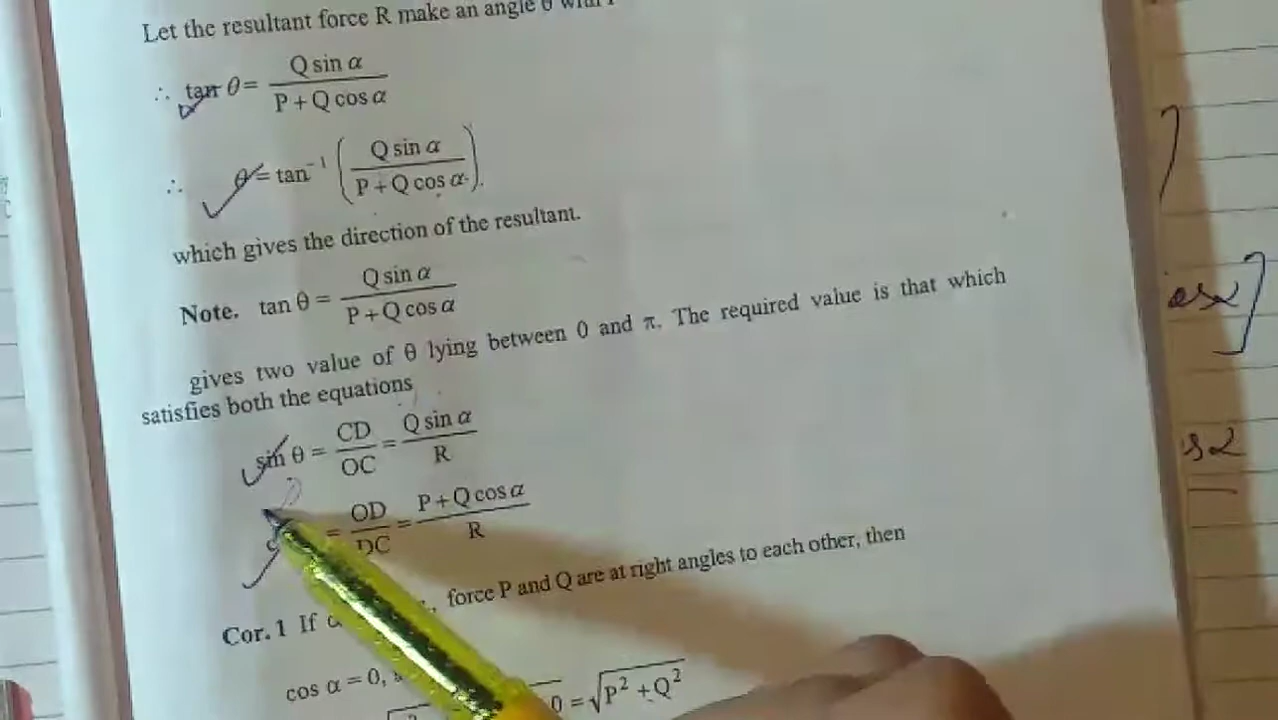 Let the resultant force R make an angle θ with
∴ tan θ = Q sin α / P + Q cos α
∴ θ = tan⁻¹ ( Q sin α / P + Q cos α ).
which gives the direction of the resultant.
Note. tan θ = Q sin α / P + Q cos α
gives two value of θ lying between 0 and π. The required value is that which
satisfies both the equations
sin θ = CD / OC = Q sin α / R
= OD / DC = P + Q cos α / R
Cor. 1 If force P and Q are at right angles to each other, then
cos α = 0,
0 = √P² + Q²